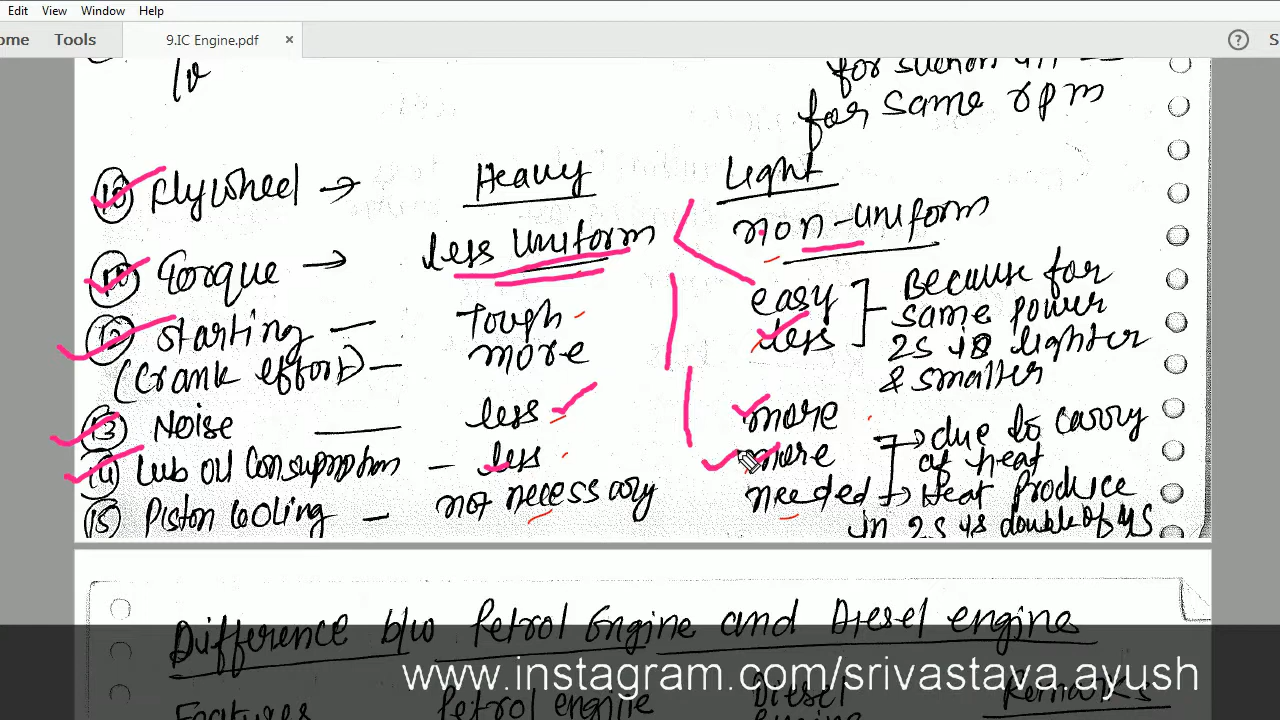 Edit View Window Help
ome Tools 9.IC Engine.pdf × ? S
for suction
for same rpm
⑩ Flywheel → Heavy Light
Torque → less Uniform non-uniform
⑫ Starting — Tough easy Because for
(Crank effort) — more less same power
2S is lighter
& smaller
⑬ Noise — less more
⑭ Lub oil Consumption — less more → due to carry
of heat
⑮ Piston Cooling — not necessary needed → Heat Produce
in 2S is double of 4S
Difference b/w Petrol Engine and Diesel engine
www.instagram.com/srivastava.ayush
Features Petrol engine Diesel engine Remarks